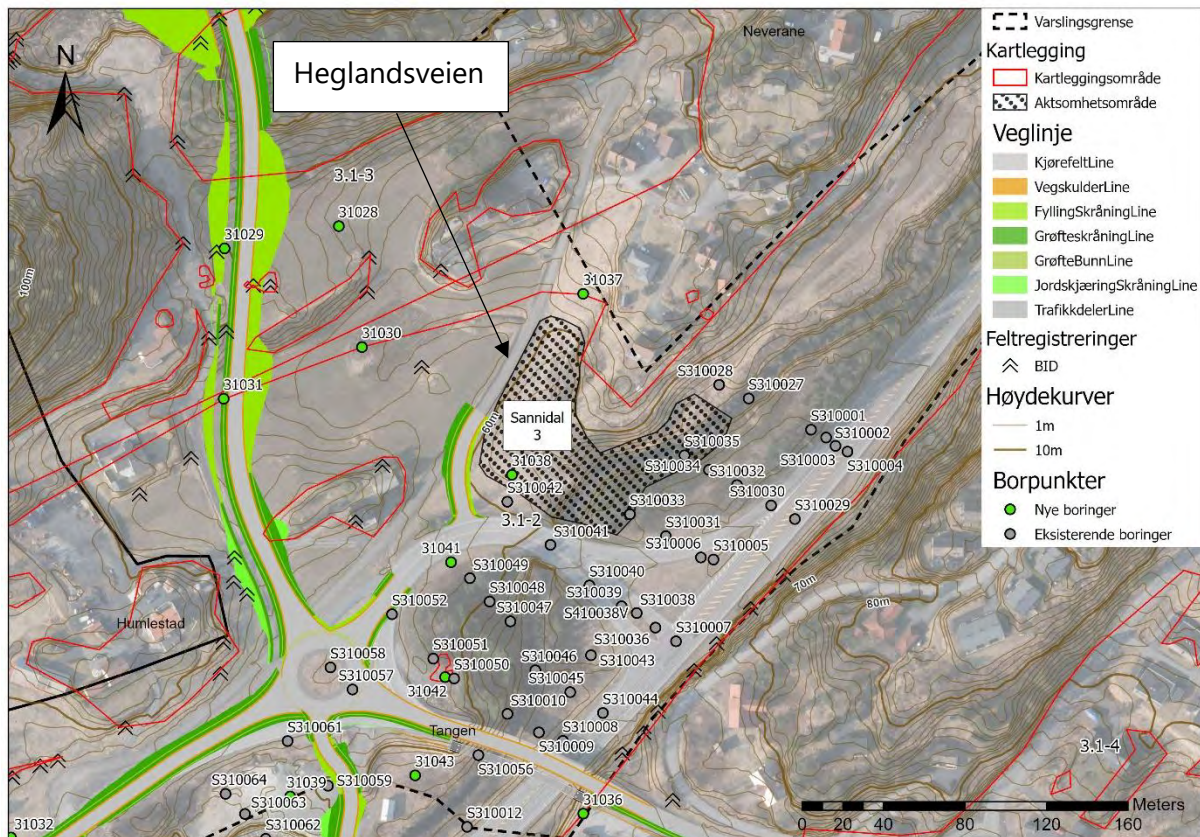 Heglandsveien
N
Neverane
3.1-3
31028
31029
100m
31037
31030
31031
S310028
S310027
60m
Sannidal
3
S310001
S310002
S310035
31038
S310034
S310032
S310003
S310004
S310042
S310033
S310030
3.1-2
S310029
S310041
S310031
31041
S310006
S310005
S310049
S310040
70m
S310048
S310039
80m
S310052
S310047
S310038
S410038V
Humlestad
S310036
S310007
S310051
S310058
S310050
S310046
S310043
S310057
31042
S310045
S310010
S310044
S310061
Tangen
S310008
S310009
3.1-4
S310056
S310064
31039
S310059
31043
S310063
31036
31032
S310062
S310012
Varslingsgrense
Kartlegging
Kartleggingsområde
Aktsomhetsområde
Veglinje
KjørefeltLine
VegskulderLine
FyllingSkråningLine
GrøfteskråningLine
GrøfteBunnLine
JordskjæringSkråningLine
TrafikkdelerLine
Feltregistreringer
BID
Høydekurver
1m
10m
Borpunkter
Nye boringer
Eksisterende boringer
Meters
0 20 40 80 120 160